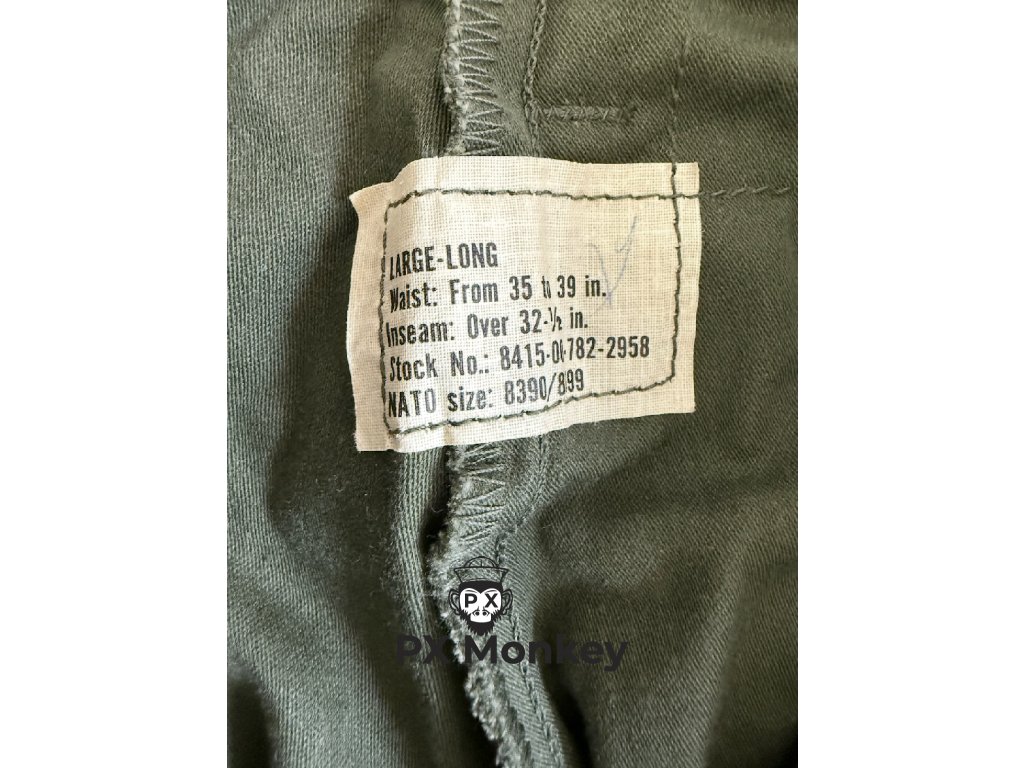 LARGE-LONG
Waist: From 35 to 39 in.
Inseam: Over 32-½ in.
Stock No.: 8415-00-782-2958
NATO size: 8390/899
PX
PX Monkey